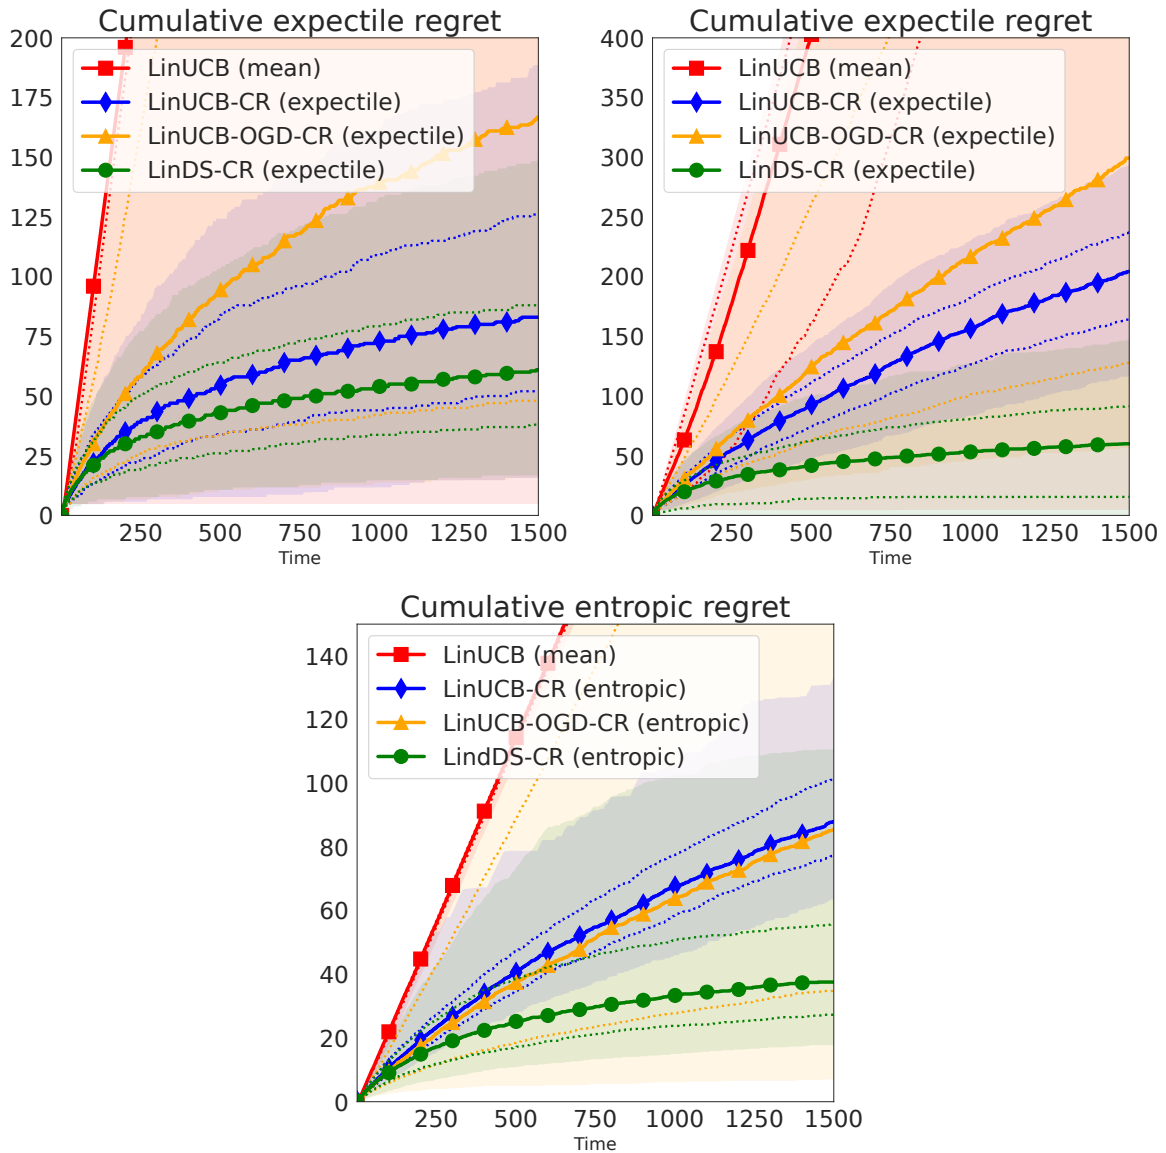 Cumulative expectile regret
200
175
150
125
100
75
50
25
0
LinUCB (mean)
LinUCB-CR (expectile)
LinUCB-OGD-CR (expectile)
LinDS-CR (expectile)
250 500 750 1000 1250 1500
Time
Cumulative expectile regret
400
350
300
250
200
150
100
50
0
LinUCB (mean)
LinUCB-CR (expectile)
LinUCB-OGD-CR (expectile)
LinDS-CR (expectile)
250 500 750 1000 1250 1500
Time
Cumulative entropic regret
140
120
100
80
60
40
20
0
LinUCB (mean)
LinUCB-CR (entropic)
LinUCB-OGD-CR (entropic)
LindDS-CR (entropic)
250 500 750 1000 1250 1500
Time